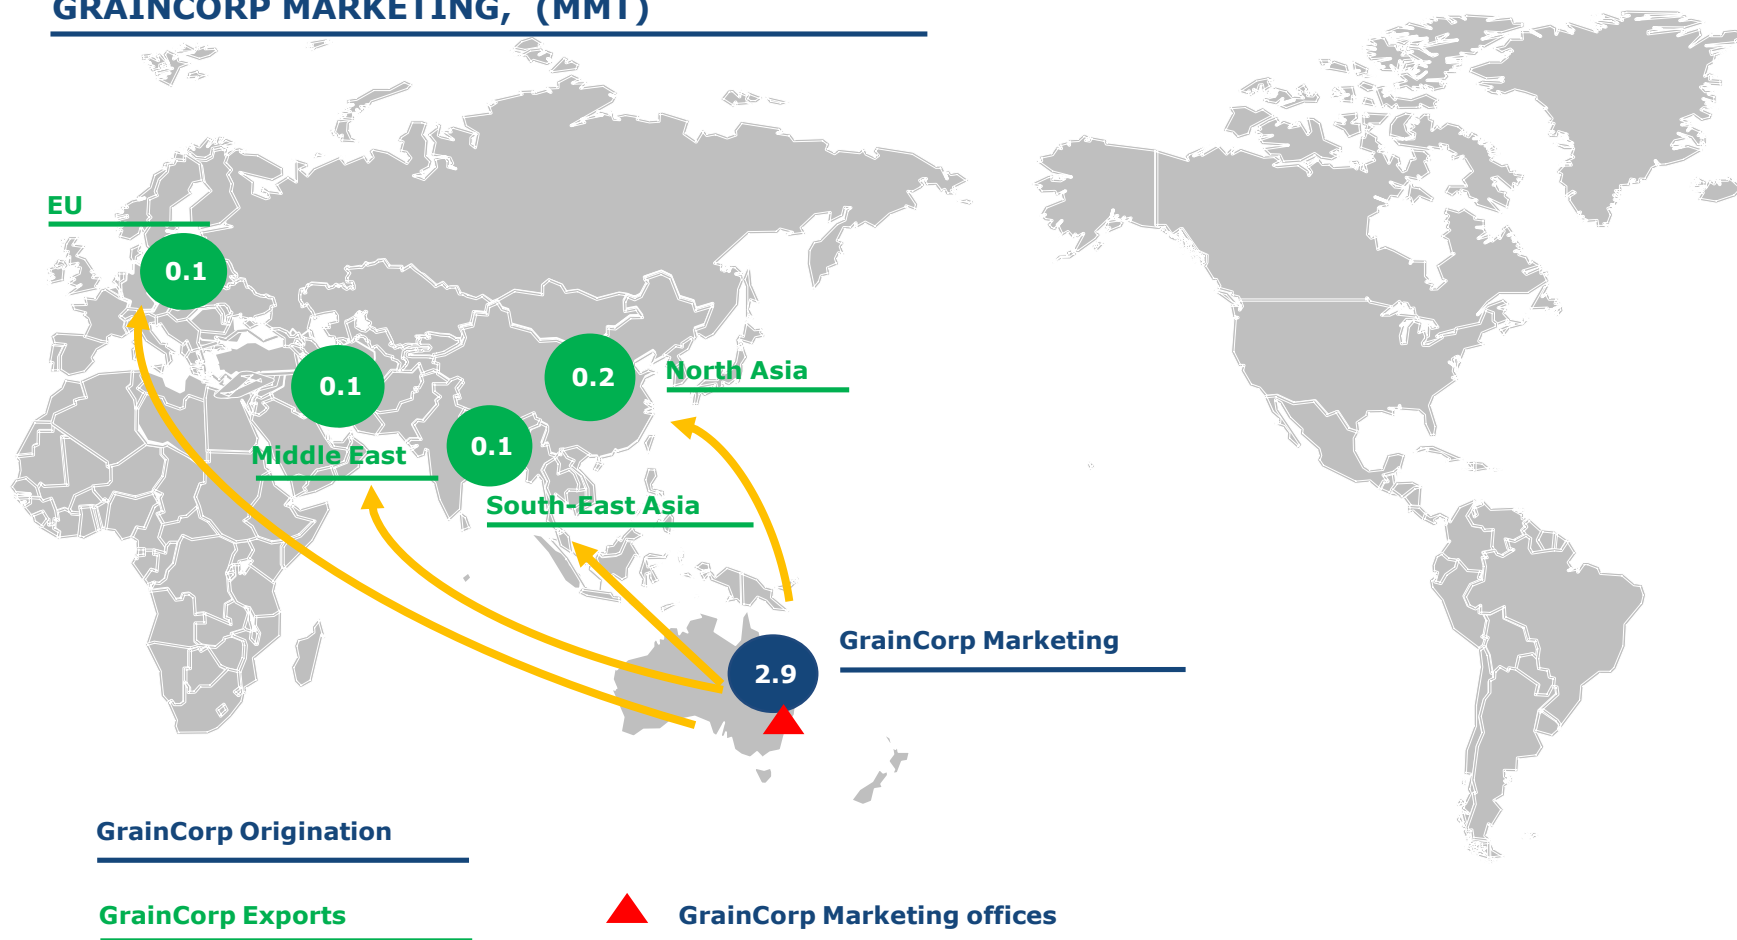 GRAINCORP MARKETING, (MMT)
EU
0.1
0.1
0.2
North Asia
0.1
Middle East
South-East Asia
GrainCorp Marketing
2.9
GrainCorp Origination
GrainCorp Exports
GrainCorp Marketing offices